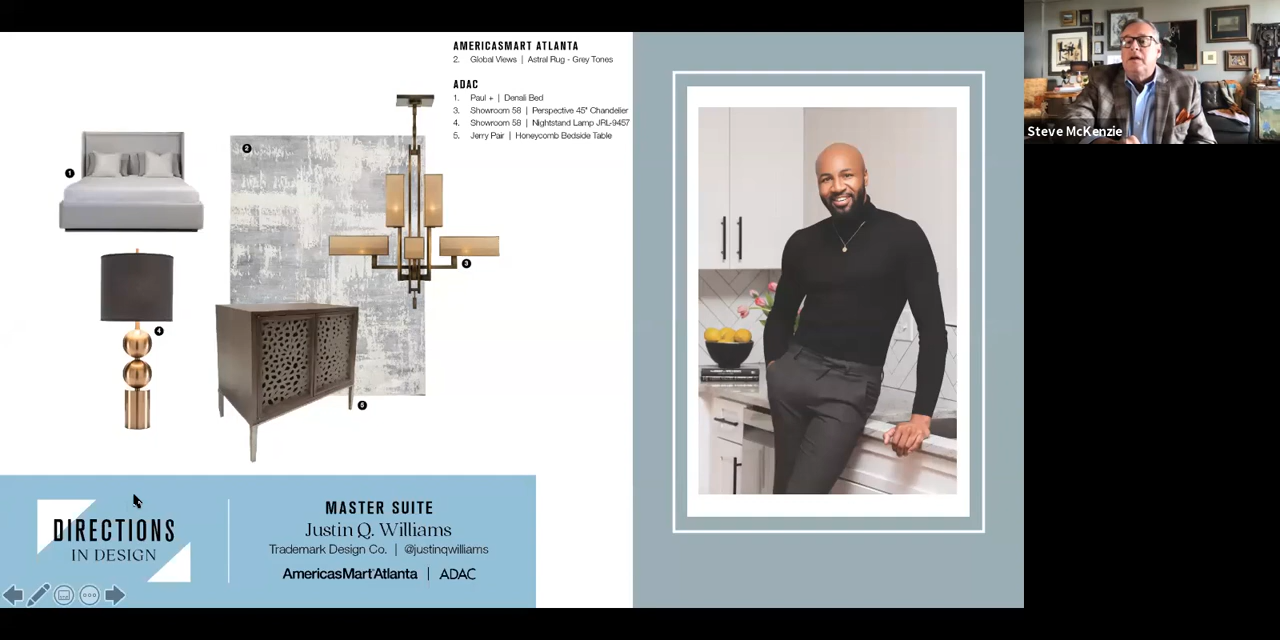 AMERICASMART ATLANTA
2. Global Views | Astral Rug - Grey Tones
ADAC
1. Paul + | Denali Bed
3. Showroom 58 | Perspective 45" Chandelier
4. Showroom 58 | Nightstand Lamp JRL-9457
5. Jerry Pair | Honeycomb Bedside Table
1
2
3
4
5
DIRECTIONS
IN DESIGN
MASTER SUITE
Justin Q. Williams
Trademark Design Co. | @justinqwilliams
AmericasMart Atlanta | ADAC
Steve McKenzie